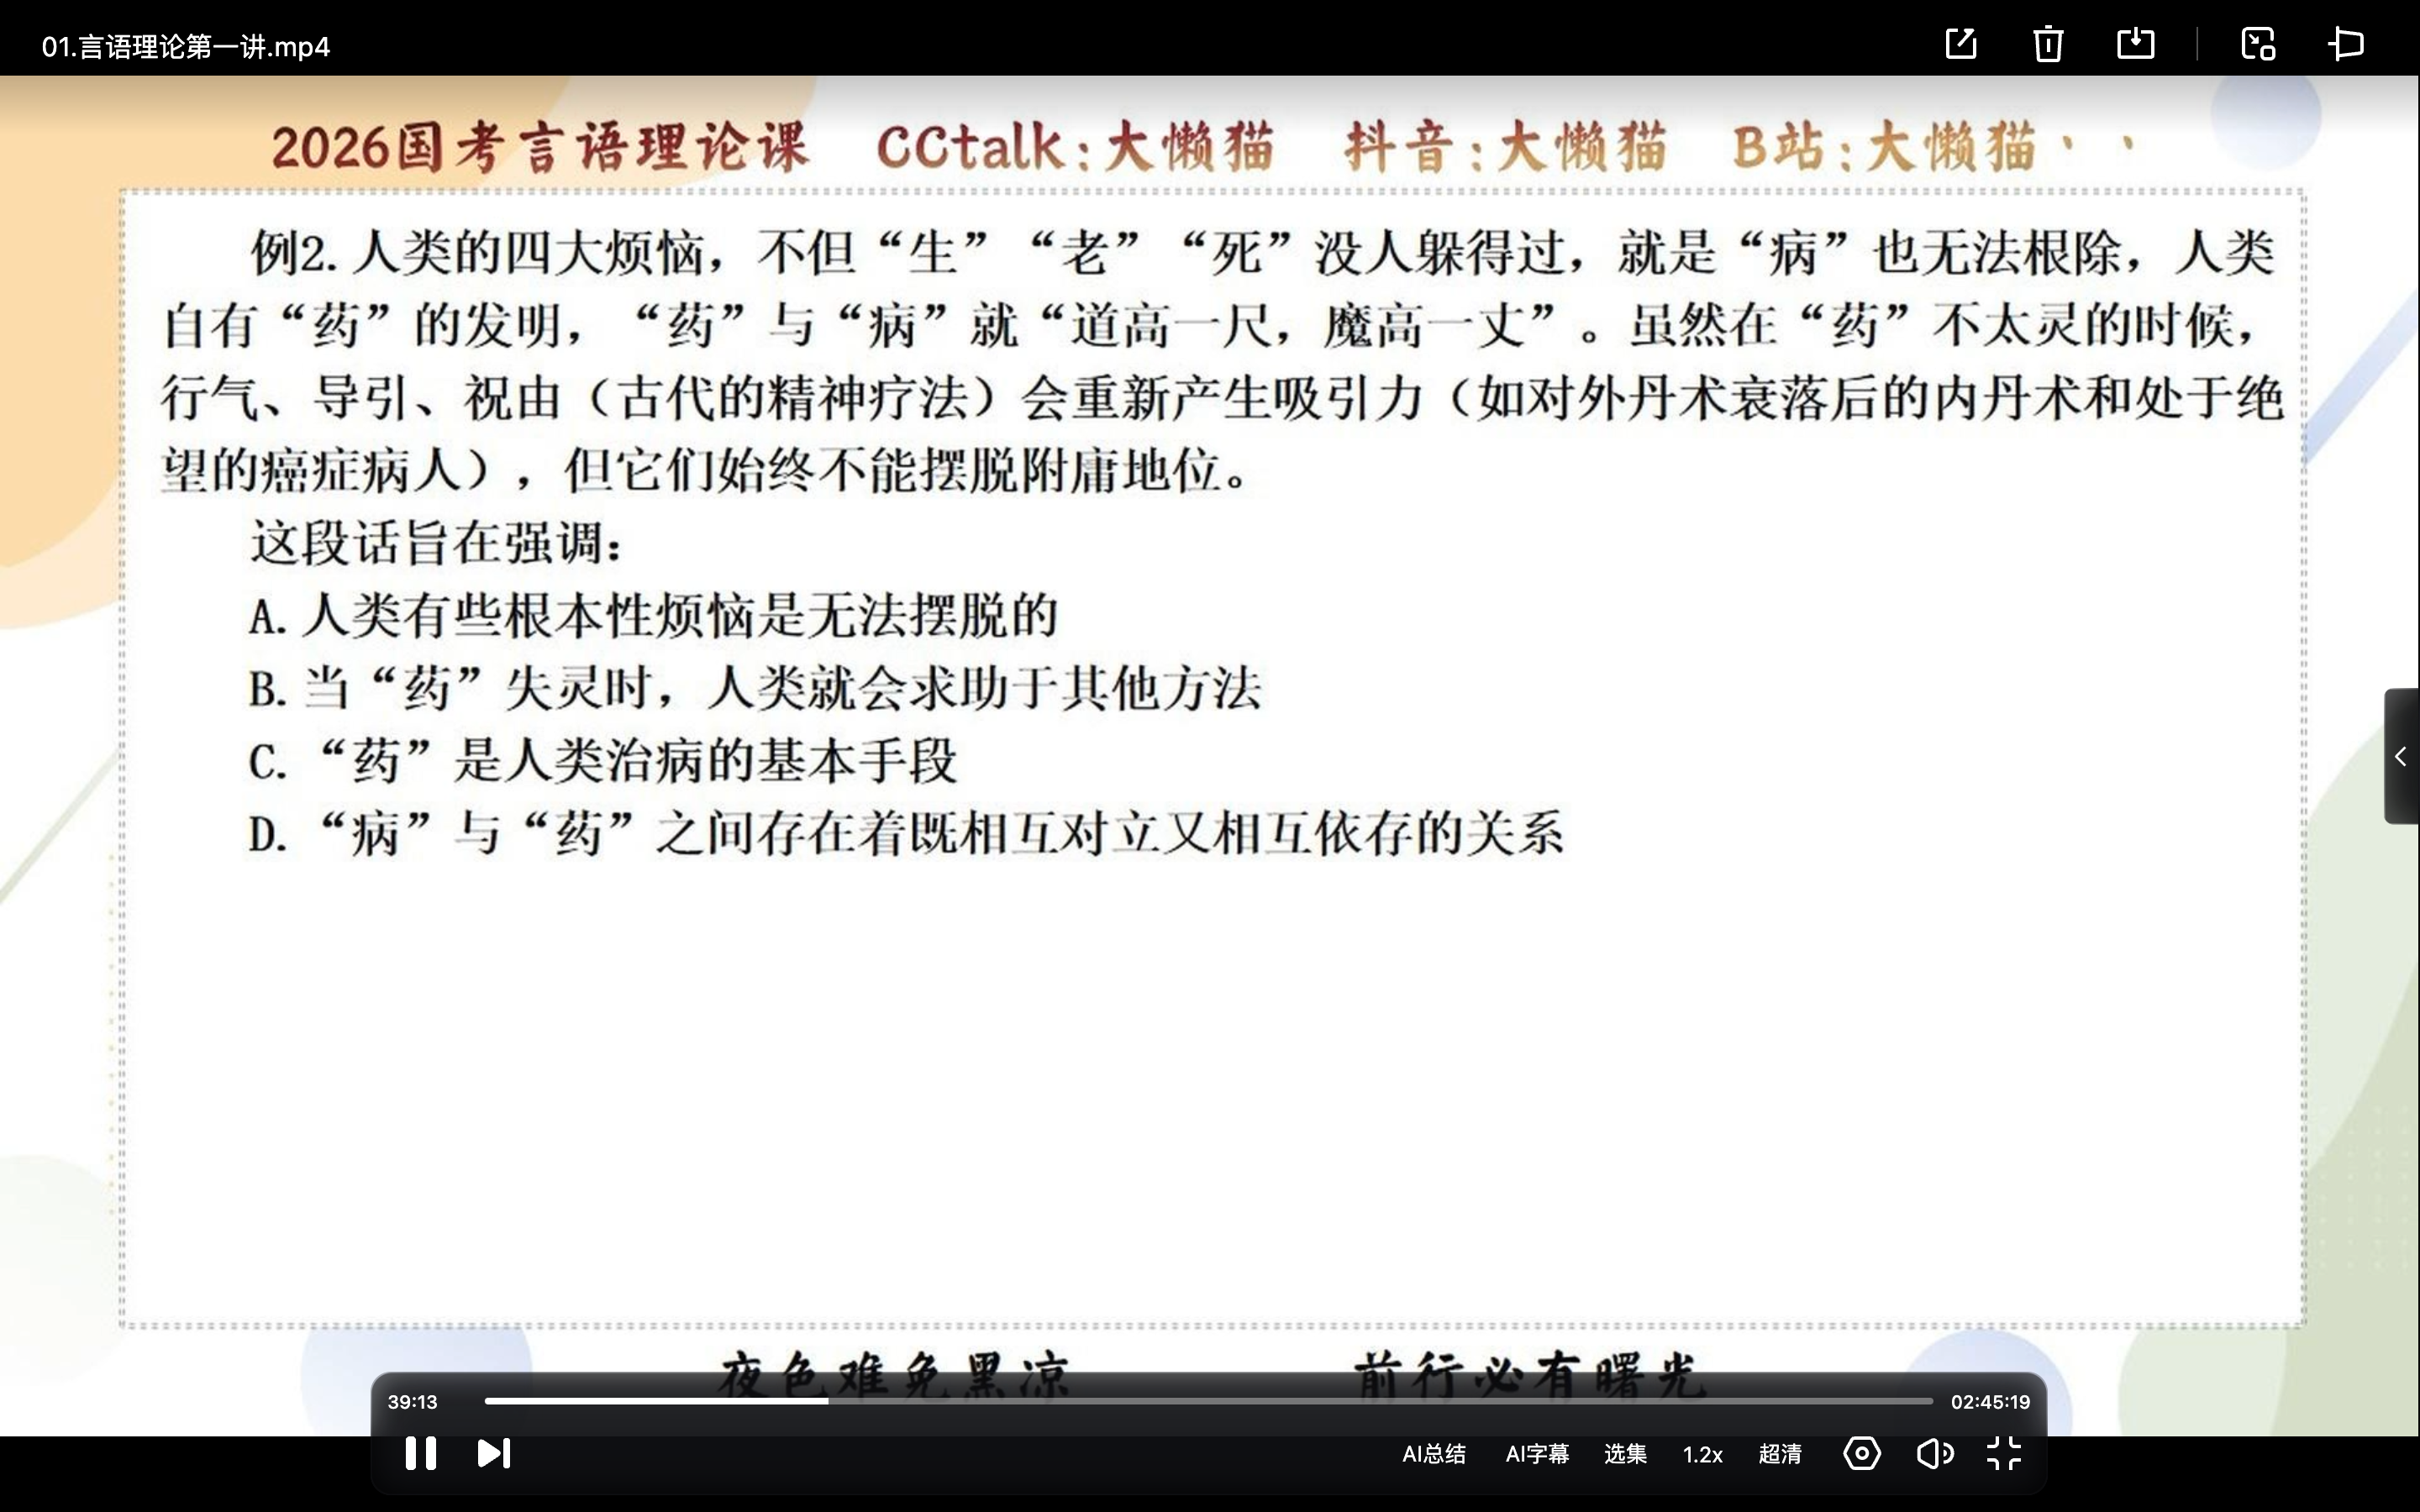 01.言语理论第一讲.mp4
2026国考言语理论课 CCtalk:大懒猫 抖音:大懒猫 B站:大懒猫丶丶
例2. 人类的四大烦恼，不但“生”“老”“死”没人躲得过，就是“病”也无法根除，人类
自有“药”的发明，“药”与“病”就“道高一尺，魔高一丈”。虽然在“药”不太灵的时候，
行气、导引、祝由（古代的精神疗法）会重新产生吸引力（如对外丹术衰落后的内丹术和处于绝
望的癌症病人），但它们始终不能摆脱附庸地位。
这段话旨在强调：
A. 人类有些根本性烦恼是无法摆脱的
B. 当“药”失灵时，人类就会求助于其他方法
C. “药”是人类治病的基本手段
D. “病”与“药”之间存在着既相互对立又相互依存的关系
夜色难免黑凉 前行必有曙光
39:13 02:45:19
AI总结 AI字幕 选集 1.2x 超清